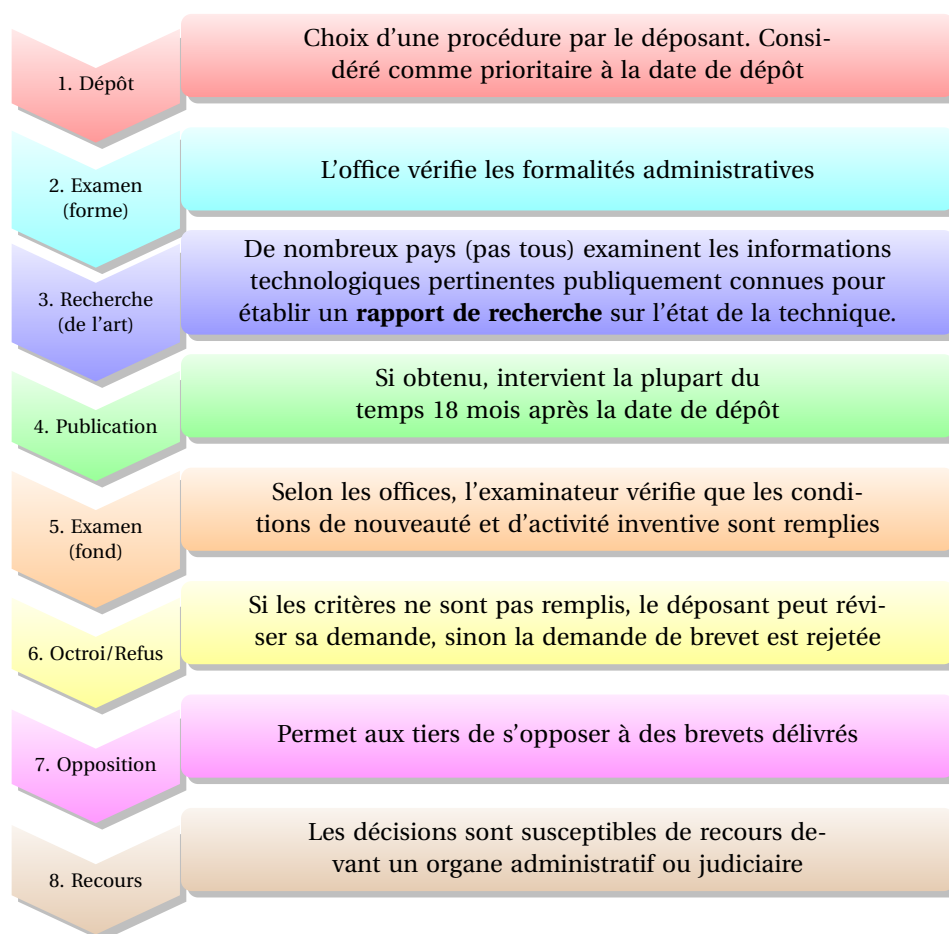 1. Dépôt
Choix d'une procédure par le déposant. Consi-
déré comme prioritaire à la date de dépôt
2. Examen
(forme)
L'office vérifie les formalités administratives
3. Recherche
(de l'art)
De nombreux pays (pas tous) examinent les informations
technologiques pertinentes publiquement connues pour
établir un rapport de recherche sur l'état de la technique.
4. Publication
Si obtenu, intervient la plupart du
temps 18 mois après la date de dépôt
5. Examen
(fond)
Selon les offices, l'examinateur vérifie que les condi-
tions de nouveauté et d'activité inventive sont remplies
6. Octroi/Refus
Si les critères ne sont pas remplis, le déposant peut révi-
ser sa demande, sinon la demande de brevet est rejetée
7. Opposition
Permet aux tiers de s'opposer à des brevets délivrés
8. Recours
Les décisions sont susceptibles de recours de-
vant un organe administratif ou judiciaire